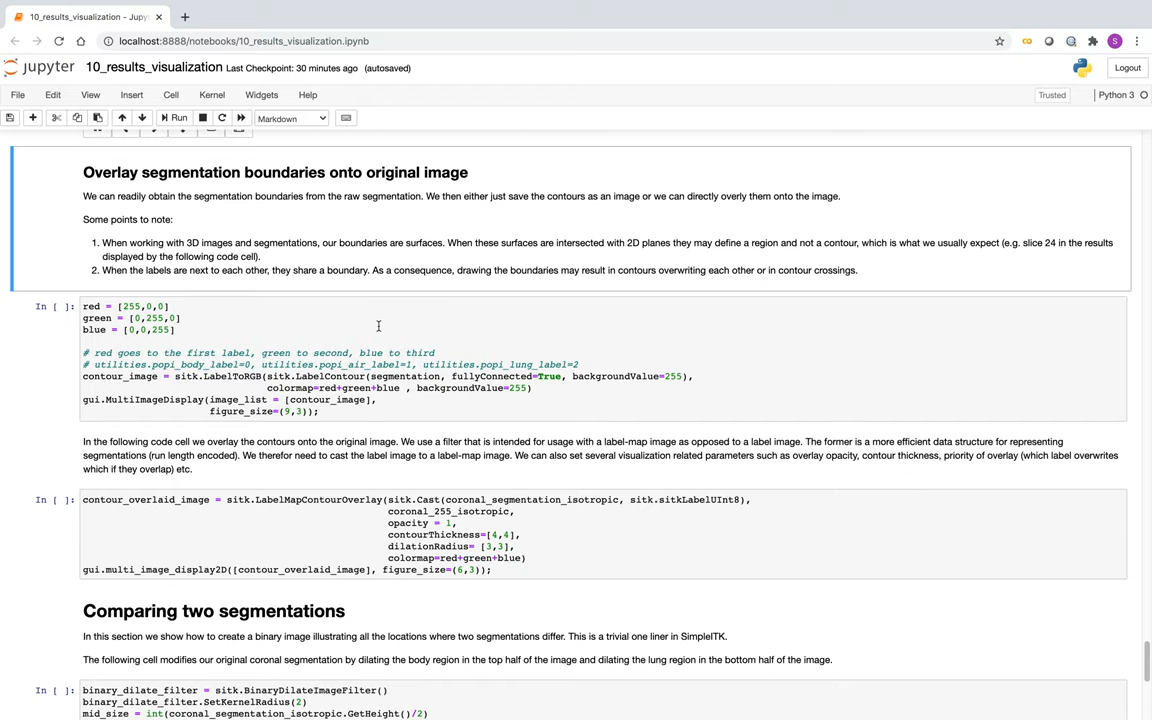 10_results_visualization - Jupy
localhost:8888/notebooks/10_results_visualization.ipynb
S
jupyter 10_results_visualization Last Checkpoint: 30 minutes ago (autosaved)
Logout
File Edit View Insert Cell Kernel Widgets Help
Trusted Python 3
Run Markdown
Overlay segmentation boundaries onto original image
We can readily obtain the segmentation boundaries from the raw segmentation. We then either just save the contours as an image or we can directly overly them onto the image.
Some points to note:
1. When working with 3D images and segmentations, our boundaries are surfaces. When these surfaces are intersected with 2D planes they may define a region and not a contour, which is what we usually expect (e.g. slice 24 in the results
displayed by the following code cell).
2. When the labels are next to each other, they share a boundary. As a consequence, drawing the boundaries may result in contours overwriting each other or in contour crossings.
In [ ]: red = [255,0,0]
green = [0,255,0]
blue = [0,0,255]
# red goes to the first label, green to second, blue to third
# utilities.popi_body_label=0, utilities.popi_air_label=1, utilities.popi_lung_label=2
contour_image = sitk.LabelToRGB(sitk.LabelContour(segmentation, fullyConnected=True, backgroundValue=255),
colormap=red+green+blue , backgroundValue=255)
gui.MultiImageDisplay(image_list = [contour_image],
figure_size=(9,3));
In the following code cell we overlay the contours onto the original image. We use a filter that is intended for usage with a label-map image as opposed to a label image. The former is a more efficient data structure for representing
segmentations (run length encoded). We therefor need to cast the label image to a label-map image. We can also set several visualization related parameters such as overlay opacity, contour thickness, priority of overlay (which label overwrites
which if they overlap) etc.
In [ ]: contour_overlaid_image = sitk.LabelMapContourOverlay(sitk.Cast(coronal_segmentation_isotropic, sitk.sitkLabelUInt8),
coronal_255_isotropic,
opacity = 1,
contourThickness=[4,4],
dilationRadius= [3,3],
colormap=red+green+blue)
gui.multi_image_display2D([contour_overlaid_image], figure_size=(6,3));
Comparing two segmentations
In this section we show how to create a binary image illustrating all the locations where two segmentations differ. This is a trivial one liner in SimpleITK.
The following cell modifies our original coronal segmentation by dilating the body region in the top half of the image and dilating the lung region in the bottom half of the image.
In [ ]: binary_dilate_filter = sitk.BinaryDilateImageFilter()
binary_dilate_filter.SetKernelRadius(2)
mid_size = int(coronal_segmentation_isotropic.GetHeight()/2)